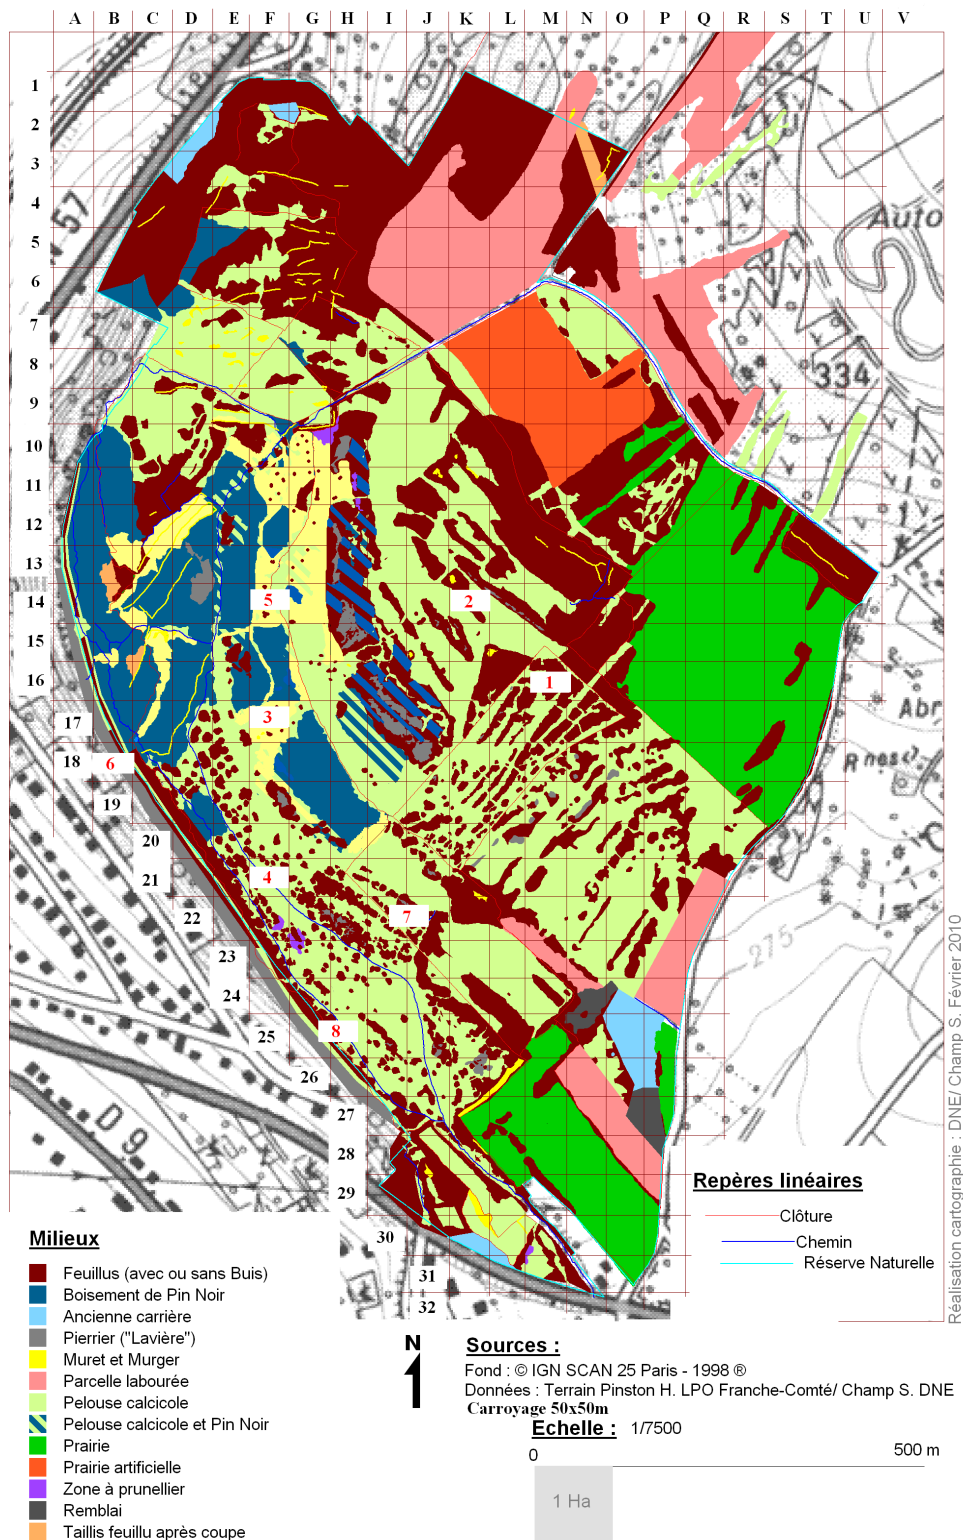 A B C D E F G H I J K L M N O P Q R S T U V
1
2
3
4
5
6
7
8
9
10
11
12
13
14
15
16
17
18
19
20
21
22
23
24
25
26
27
28
29
30
31
32
57
Auto
334
5
2
1
3
6
4
7
8
Abr
275
D 9
Réalisation cartographie : DNE/ Champ S. Février 2010
Repères linéaires
Clôture
Chemin
Réserve Naturelle
Milieux
Feuillus (avec ou sans Buis)
Boisement de Pin Noir
Ancienne carrière
Pierrier ("Lavière")
Muret et Murger
Parcelle labourée
Pelouse calcicole
Pelouse calcicole et Pin Noir
Prairie
Prairie artificielle
Zone à prunellier
Remblai
Taillis feuillu après coupe
N
Sources :
Fond : © IGN SCAN 25 Paris - 1998 ®
Données : Terrain Pinston H. LPO Franche-Comté/ Champ S. DNE
Carroyage 50x50m
Echelle : 1/7500
0 500 m
1 Ha